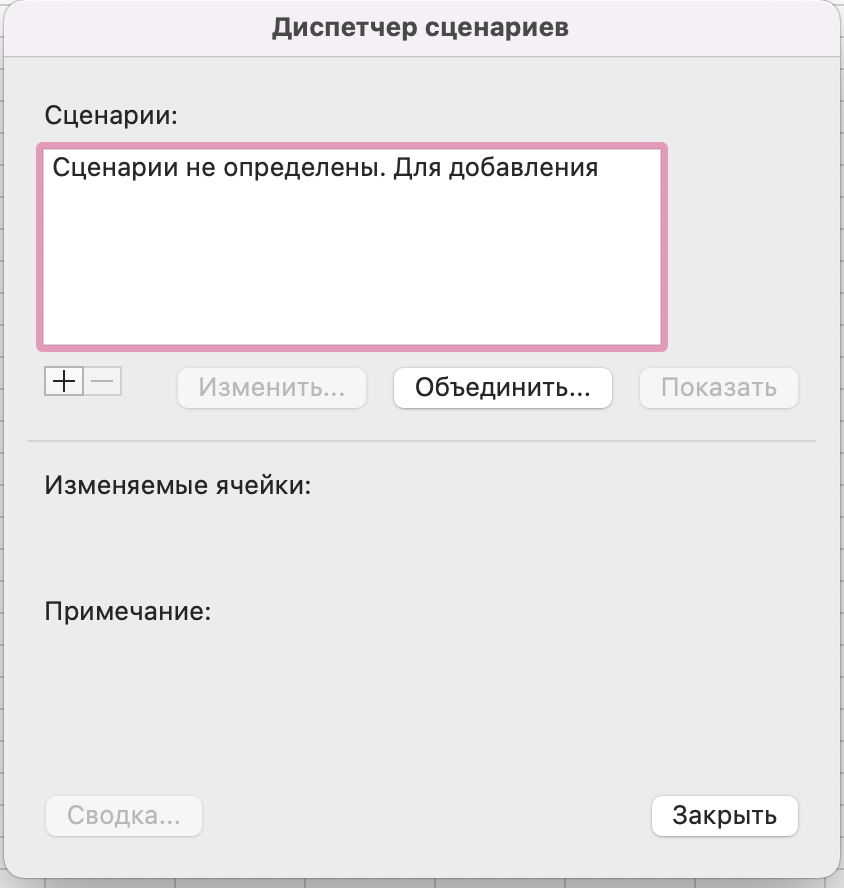 Диспетчер сценариев
Сценарии:
Сценарии не определены. Для добавления
Изменить...
Объединить...
Показать
Изменяемые ячейки:
Примечание:
Сводка...
Закрыть